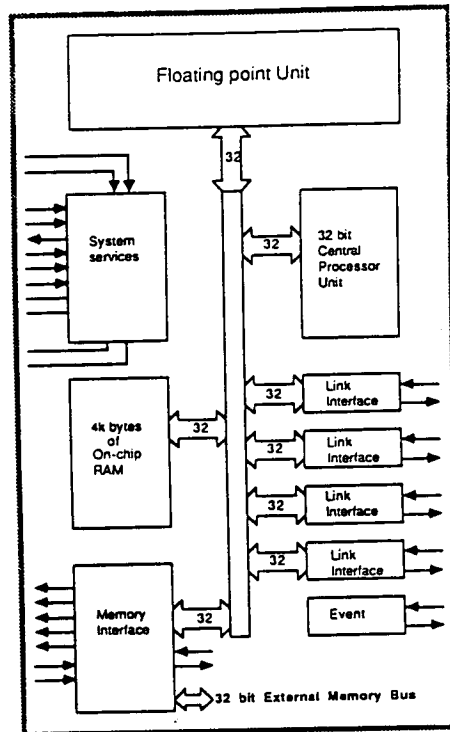 Floating point Unit
32
System
services
32
32 bit
Central
Processor
Unit
32
Link
Interface
4k bytes
of
On-chip
RAM
32
32
Link
Interface
32
Link
Interface
32
Link
Interface
Memory
Interface
32
Event
32 bit External Memory Bus